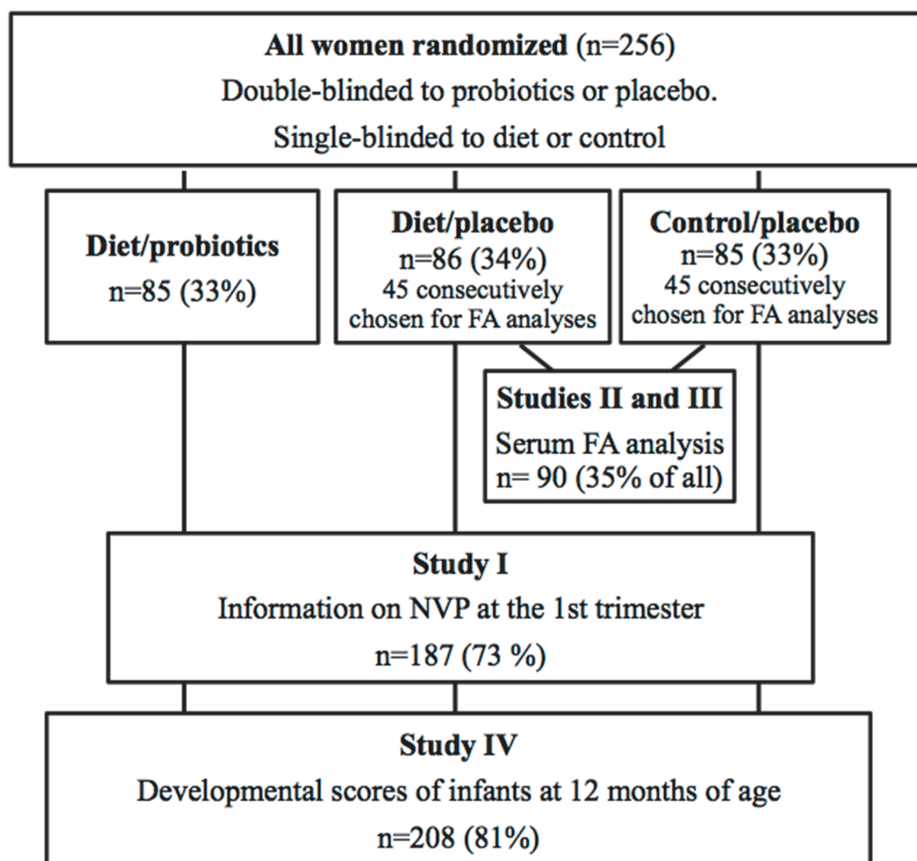 All women randomized (n=256)
Double-blinded to probiotics or placebo.
Single-blinded to diet or control
Diet/probiotics
n=85 (33%)
Diet/placebo
n=86 (34%)
45 consecutively
chosen for FA analyses
Control/placebo
n=85 (33%)
45 consecutively
chosen for FA analyses
Studies II and III
Serum FA analysis
n= 90 (35% of all)
Study I
Information on NVP at the 1st trimester
n=187 (73 %)
Study IV
Developmental scores of infants at 12 months of age
n=208 (81%)